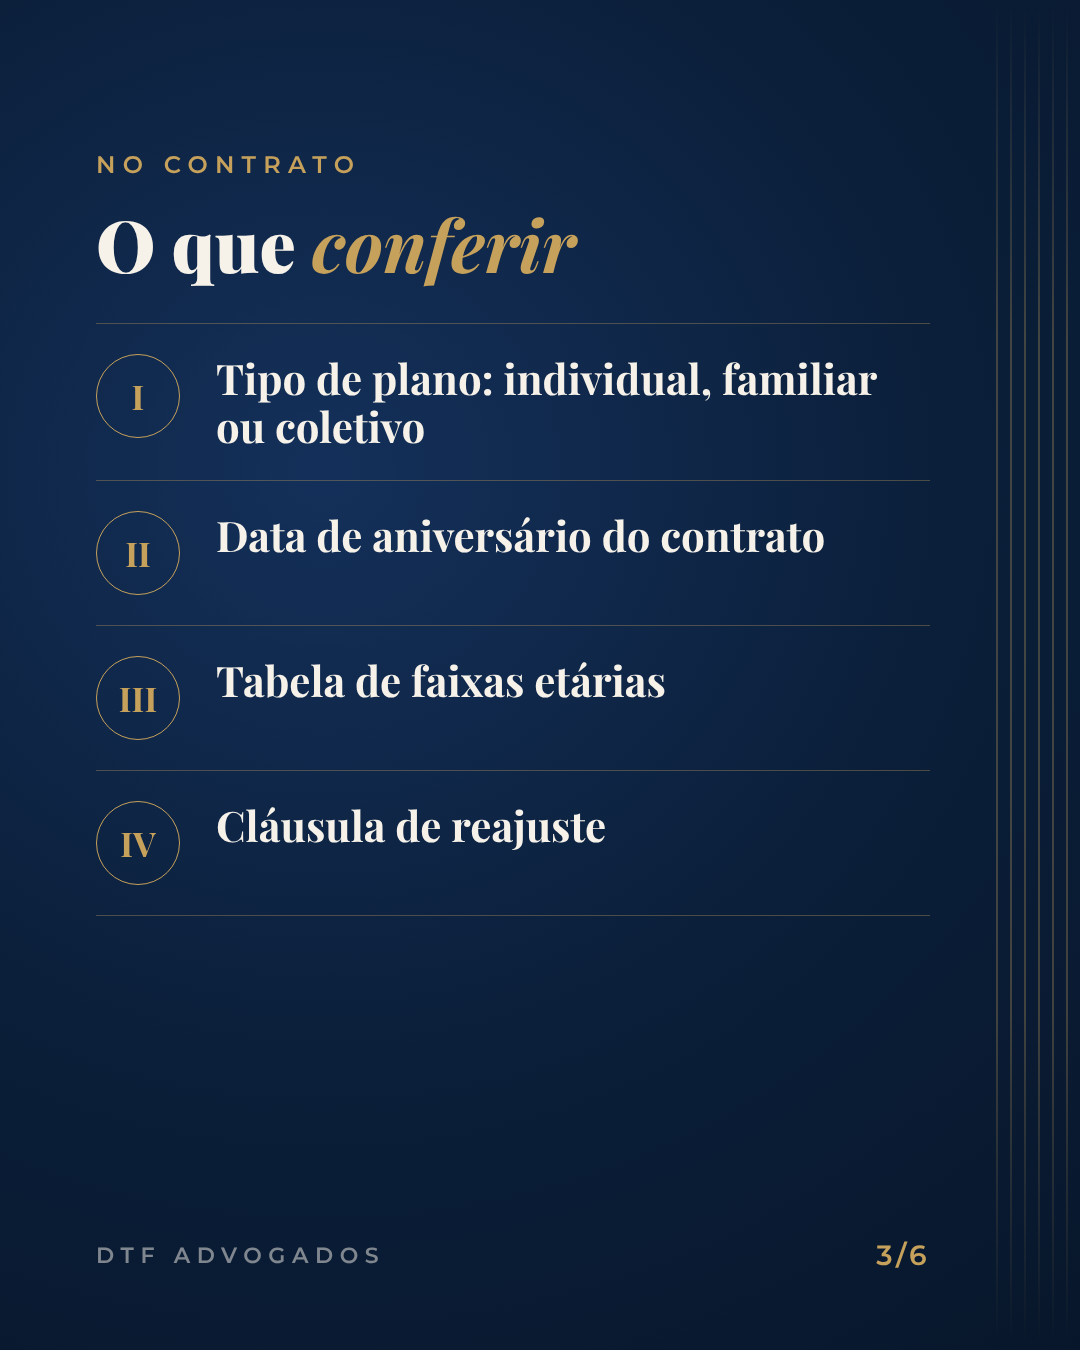 NO CONTRATO
O que conferir
I
Tipo de plano: individual, familiar
ou coletivo
II
Data de aniversário do contrato
III
Tabela de faixas etárias
IV
Cláusula de reajuste
DTF ADVOGADOS
3/6